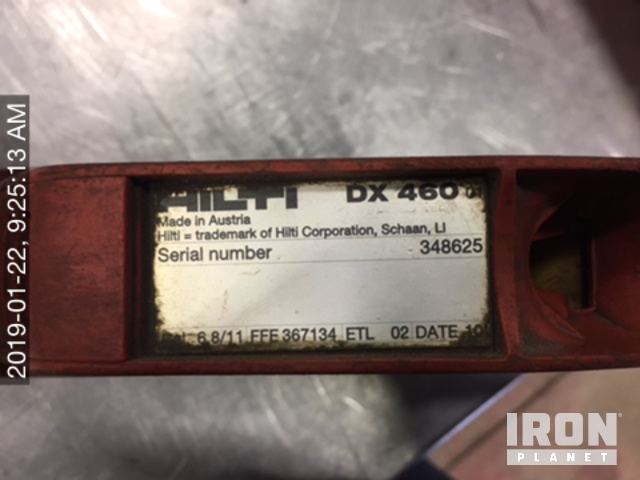 2019-01-22, 9:25:13 AM
HILTI DX 460
Made in Austria
Hilti = trademark of Hilti Corporation, Schaan, LI
Serial number 348625
6.8/11 FFE 367134 ETL 02 DATE 10
IRON
PLANET